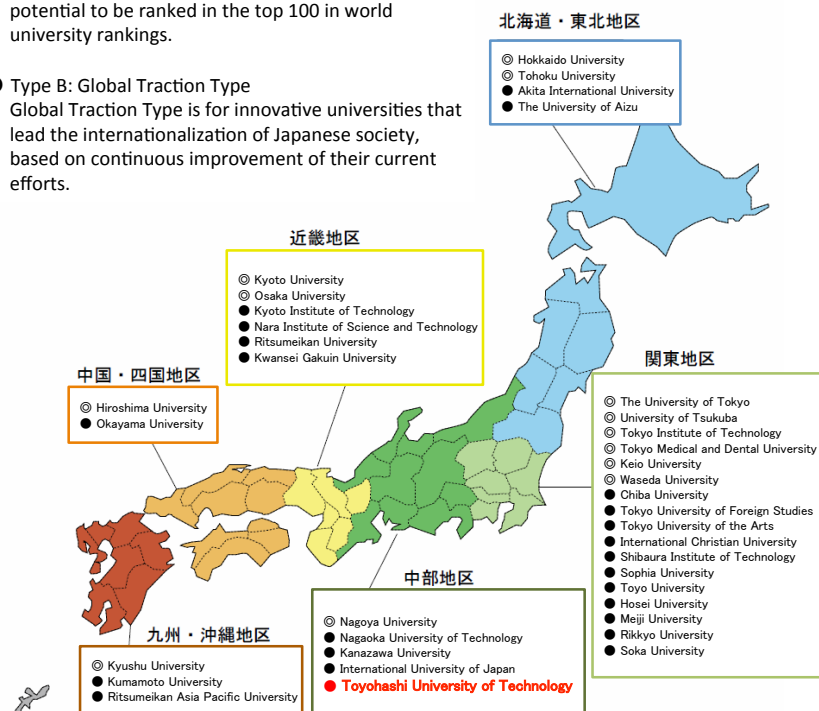 potential to be ranked in the top 100 in world
university rankings.
● Type B: Global Traction Type
Global Traction Type is for innovative universities that
lead the internationalization of Japanese society,
based on continuous improvement of their current
efforts.
北海道・東北地区
◎ Hokkaido University
◎ Tohoku University
● Akita International University
● The University of Aizu
近畿地区
◎ Kyoto University
◎ Osaka University
● Kyoto Institute of Technology
● Nara Institute of Science and Technology
● Ritsumeikan University
● Kwansei Gakuin University
中国・四国地区
◎ Hiroshima University
● Okayama University
関東地区
◎ The University of Tokyo
◎ University of Tsukuba
◎ Tokyo Institute of Technology
◎ Tokyo Medical and Dental University
◎ Keio University
◎ Waseda University
● Chiba University
● Tokyo University of Foreign Studies
● Tokyo University of the Arts
● International Christian University
● Shibaura Institute of Technology
● Sophia University
● Toyo University
● Hosei University
● Meiji University
● Rikkyo University
● Soka University
中部地区
◎ Nagoya University
● Nagaoka University of Technology
● Kanazawa University
● International University of Japan
● Toyohashi University of Technology
九州・沖縄地区
◎ Kyushu University
● Kumamoto University
● Ritsumeikan Asia Pacific University